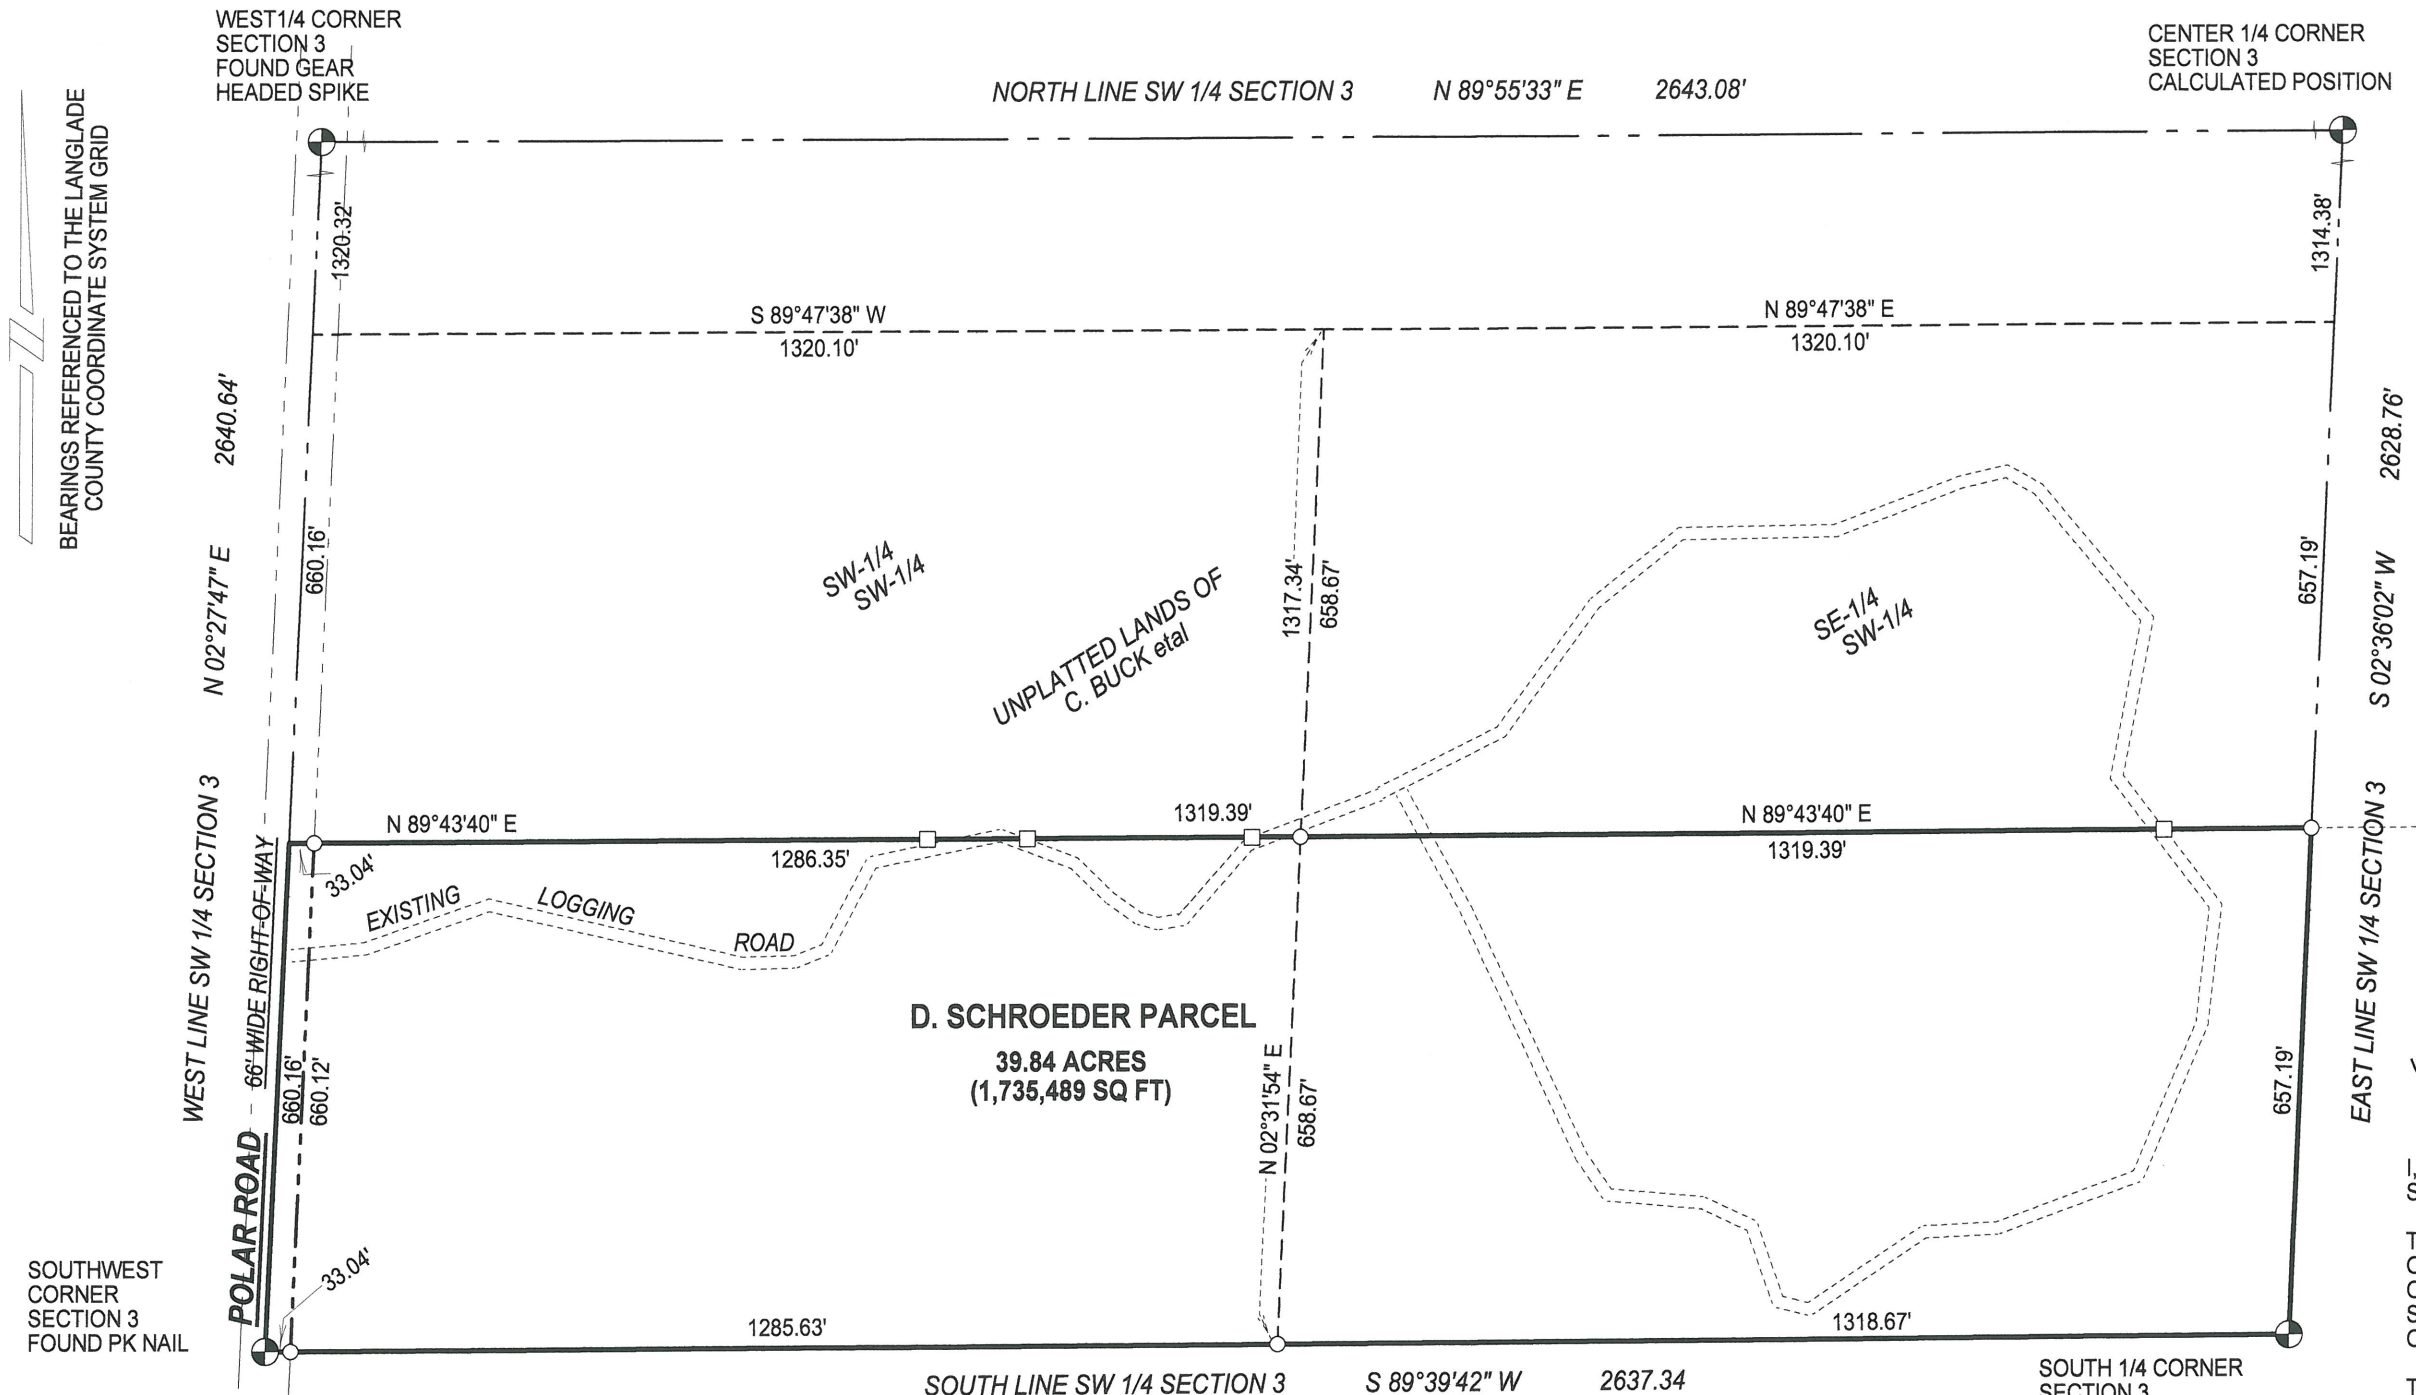 WEST1/4 CORNER
SECTION 3
FOUND GEAR
HEADED SPIKE
CENTER 1/4 CORNER
SECTION 3
CALCULATED POSITION
NORTH LINE SW 1/4 SECTION 3 N 89°55'33" E 2643.08'
BEARINGS REFERENCED TO THE LANGLADE
COUNTY COORDINATE SYSTEM GRID
1320.32'
1314.38'
S 89°47'38" W
1320.10'
N 89°47'38" E
1320.10'
WEST LINE SW 1/4 SECTION 3 N 02°27'47" E 2640.64'
660.16'
SW-1/4
SW-1/4
UNPLATTED LANDS OF
C. BUCK etal
1317.34'
658.67'
SE-1/4
SW-1/4
657.19'
EAST LINE SW 1/4 SECTION 3 S 02°36'02" W 2628.76'
N 89°43'40" E
1319.39'
1286.35'
N 89°43'40" E
1319.39'
33.04'
EXISTING LOGGING ROAD
POLAR ROAD 66' WIDE RIGHT-OF-WAY
660.16'
660.12'
D. SCHROEDER PARCEL
39.84 ACRES
(1,735,489 SQ FT)
N 02°31'54" E
658.67'
657.19'
33.04'
SOUTHWEST
CORNER
SECTION 3
FOUND PK NAIL
1285.63'
1318.67'
SOUTH LINE SW 1/4 SECTION 3 S 89°39'42" W 2637.34
SOUTH 1/4 CORNER
SECTION 3